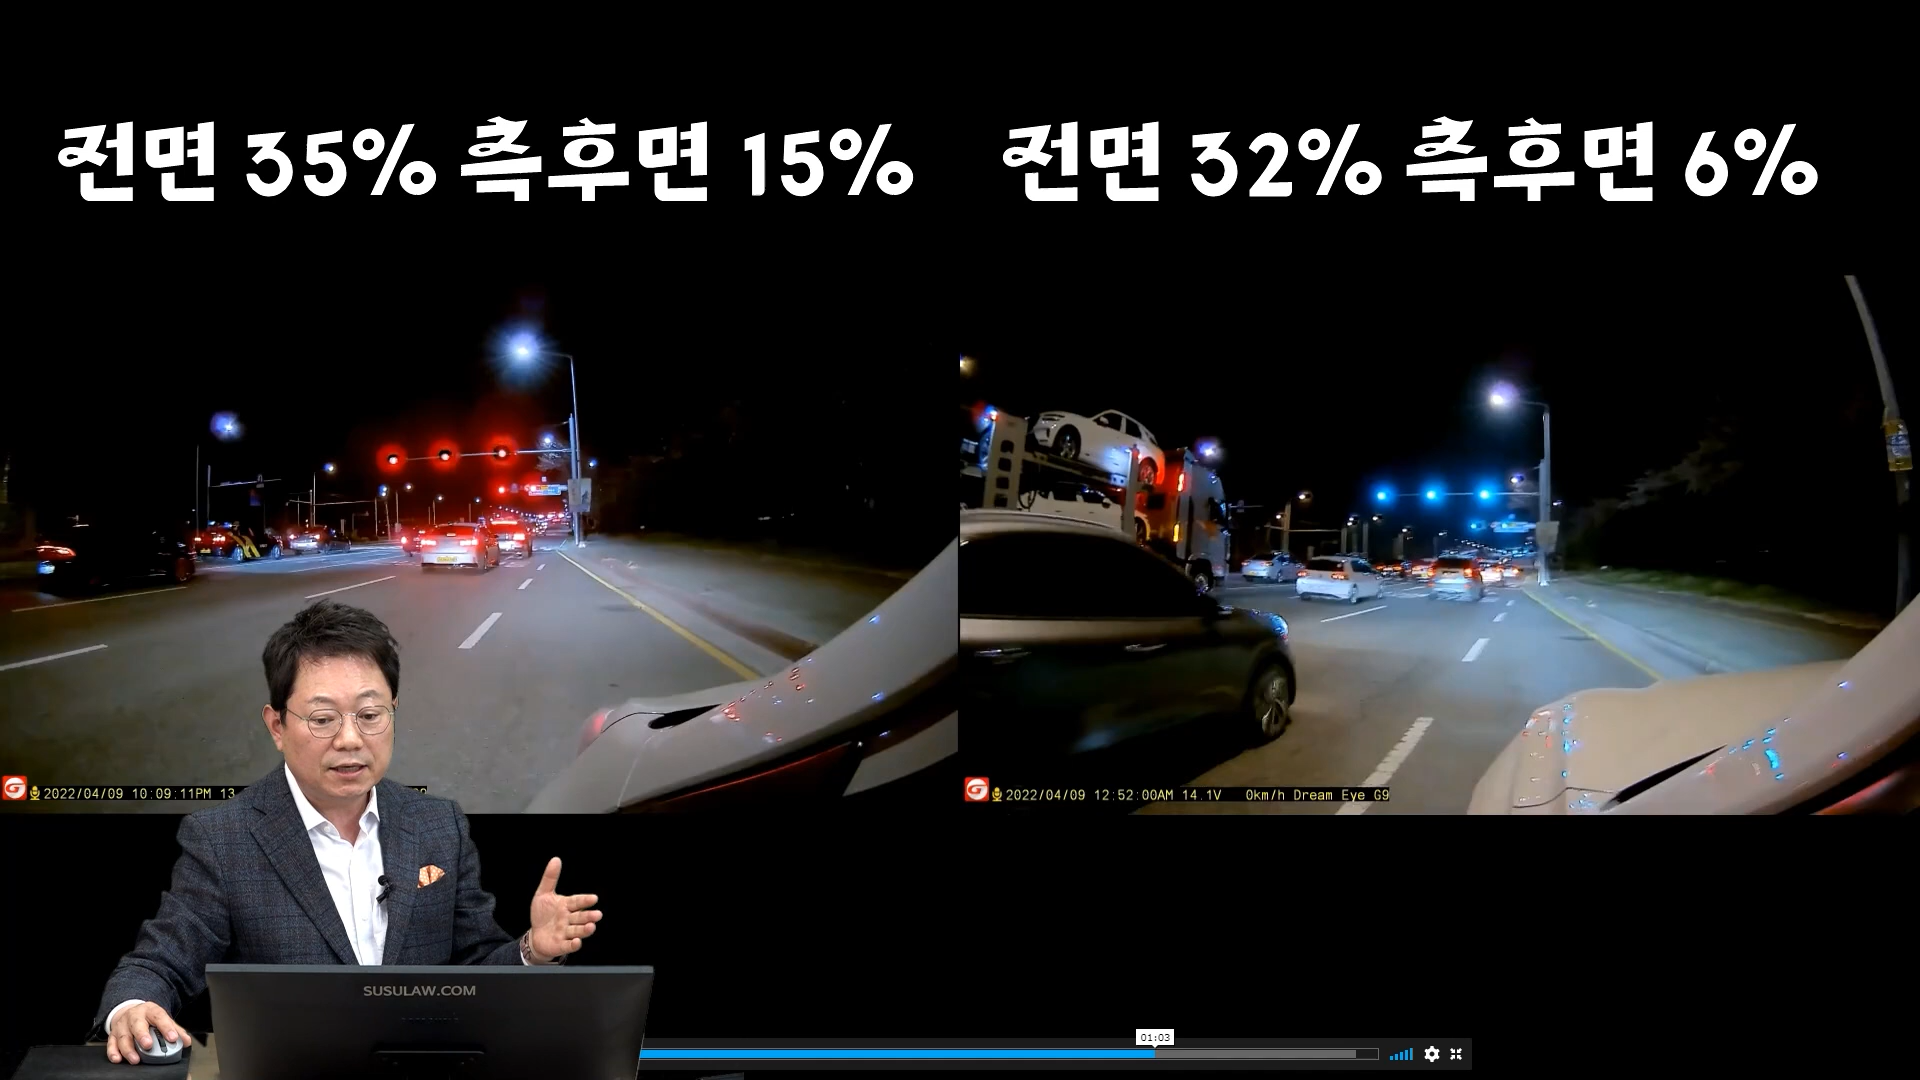 전면 35% 측후면 15%
전면 32% 측후면 6%
2022/04/09 10:09:11PM 13
2022/04/09 12:52:00AM 14.1V 0km/h Dream Eye G9
SUSULAW.COM
01:03